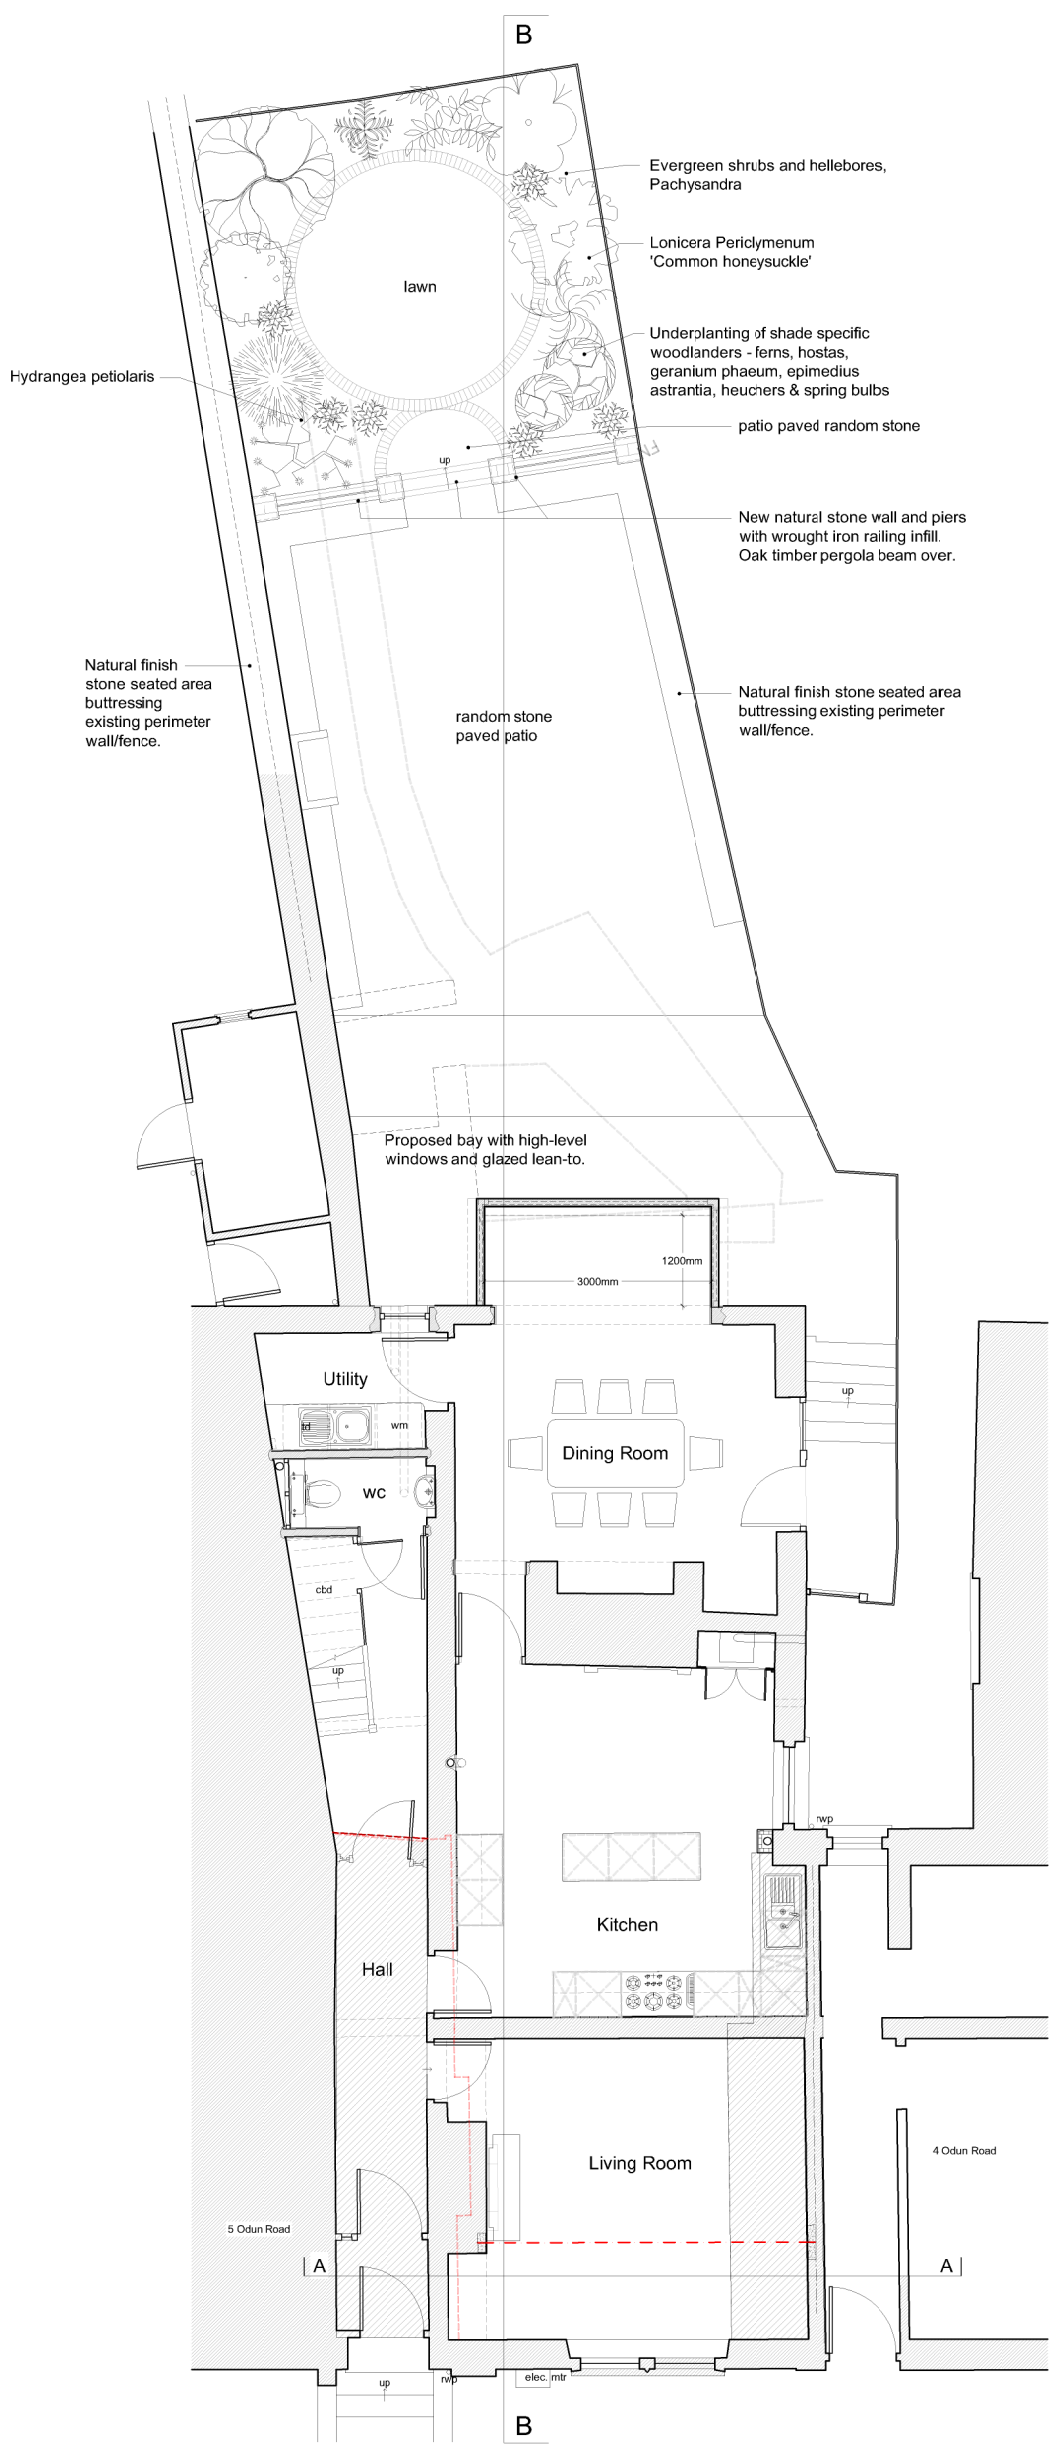 B
Evergreen shrubs and hellebores,
Pachysandra
Lonicera Periclymenum
'Common honeysuckle'
lawn
Underplanting of shade specific
woodlanders - ferns, hostas,
geranium phaeum, epimedius
astrantia, heuchers & spring bulbs
Hydrangea petiolaris
patio paved random stone
up
New natural stone wall and piers
with wrought iron railing infill.
Oak timber pergola beam over.
Natural finish
stone seated area
buttressing
existing perimeter
wall/fence.
Natural finish stone seated area
buttressing existing perimeter
wall/fence.
random stone
paved patio
Proposed bay with high-level
windows and glazed lean-to.
1200mm
3000mm
Utility
up
td
wm
Dining Room
wc
cbd
up
rwp
Kitchen
Hall
Living Room
4 Odun Road
5 Odun Road
A
A
up
rwp
elec. mtr
B